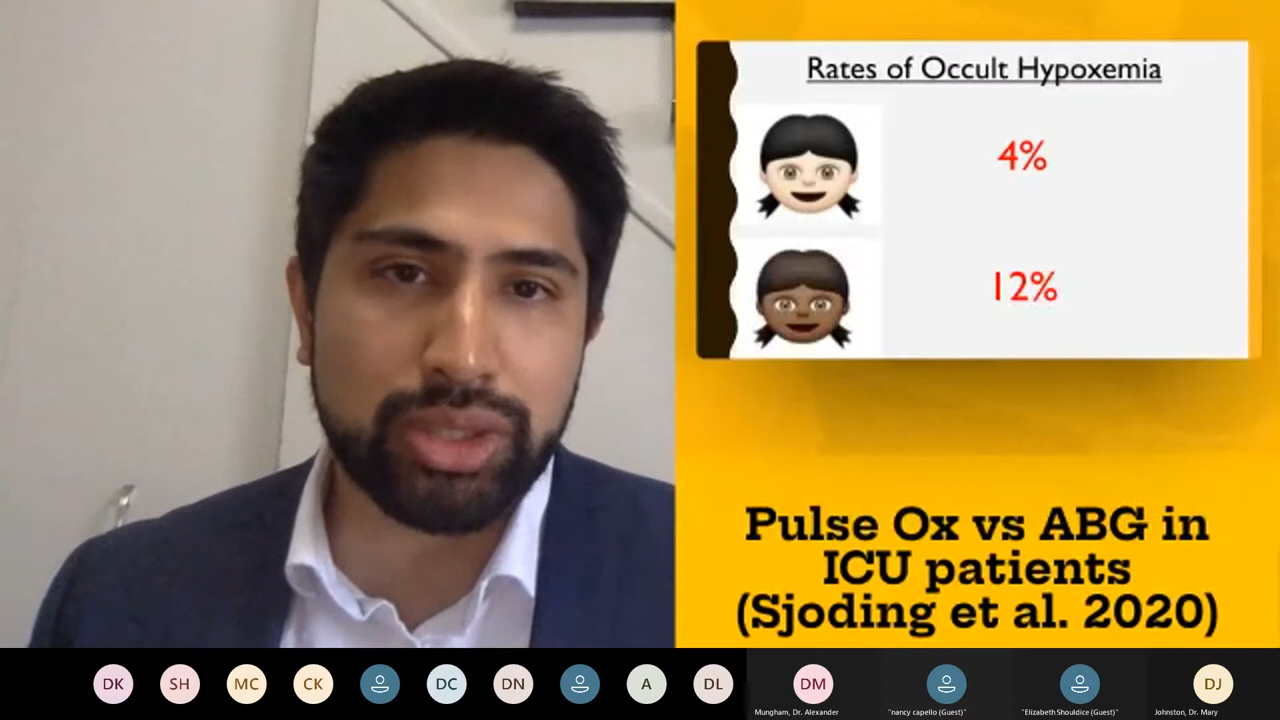 Rates of Occult Hypoxemia
4%
12%
Pulse Ox vs ABG in
ICU patients
(Sjoding et al. 2020)
DK
SH
MC
CK
DC
DN
A
DL
DM
DJ
Mungham, Dr. Alexander
"nancy capello (Guest)"
"Elizabeth Shouldice (Guest)"
Johnston, Dr. Mary